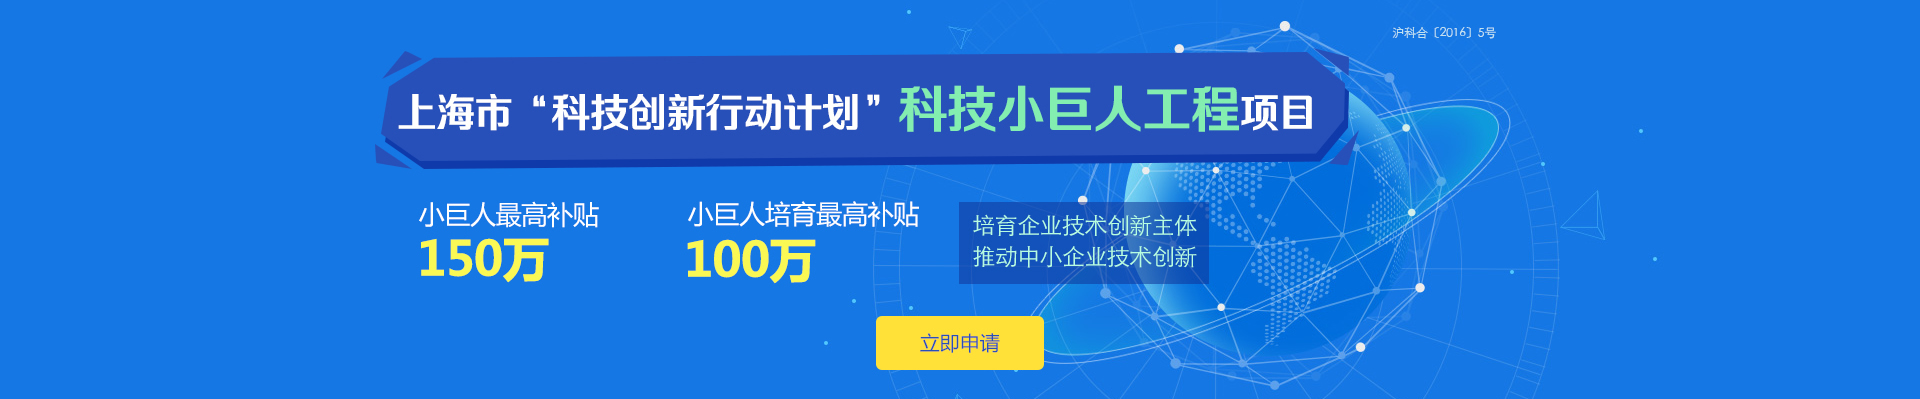 沪科合〔2016〕5号
上海市“科技创新行动计划”科技小巨人工程项目
小巨人最高补贴
150万
小巨人培育最高补贴
100万
培育企业技术创新主体
推动中小企业技术创新
立即申请